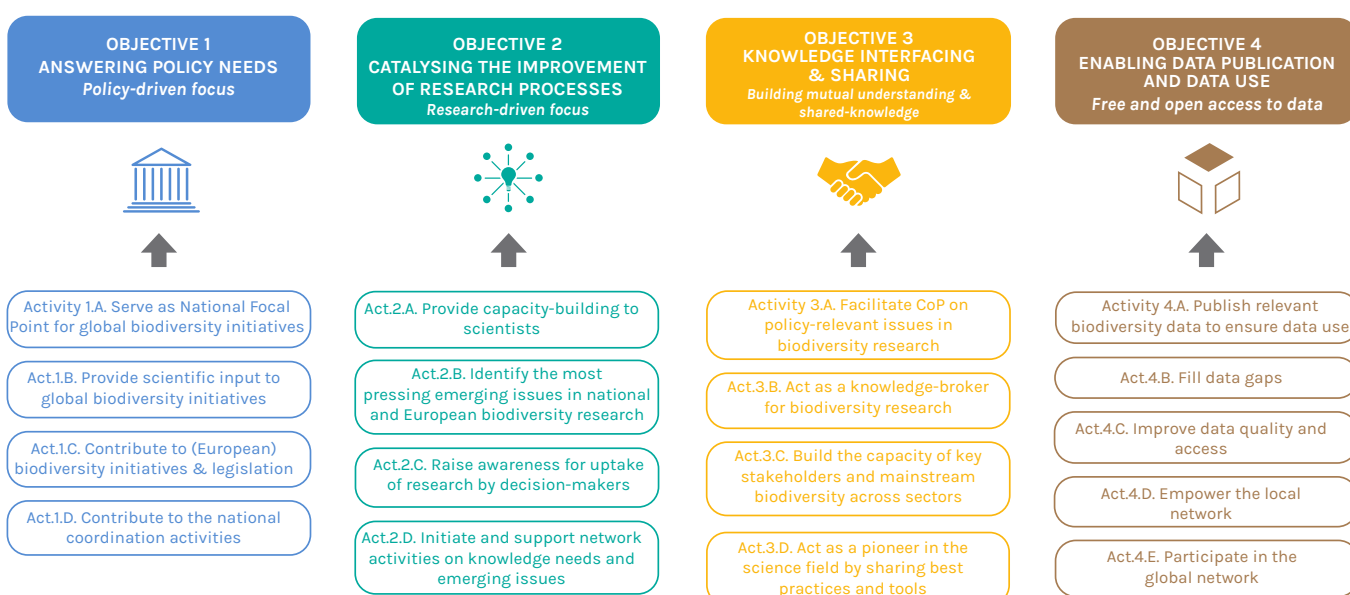 OBJECTIVE 1
ANSWERING POLICY NEEDS
Policy-driven focus
Activity 1.A. Serve as National Focal
Point for global biodiversity initiatives
Act.1.B. Provide scientific input to
global biodiversity initiatives
Act.1.C. Contribute to (European)
biodiversity initiatives & legislation
Act.1.D. Contribute to the national
coordination activities
OBJECTIVE 2
CATALYSING THE IMPROVEMENT
OF RESEARCH PROCESSES
Research-driven focus
Act.2.A. Provide capacity-building to
scientists
Act.2.B. Identify the most
pressing emerging issues in national
and European biodiversity research
Act.2.C. Raise awareness for uptake
of research by decision-makers
Act.2.D. Initiate and support network
activities on knowledge needs and
emerging issues
OBJECTIVE 3
KNOWLEDGE INTERFACING
& SHARING
Building mutual understanding &
shared-knowledge
Activity 3.A. Facilitate CoP on
policy-relevant issues in
biodiversity research
Act.3.B. Act as a knowledge-broker
for biodiversity research
Act.3.C. Build the capacity of key
stakeholders and mainstream
biodiversity across sectors
Act.3.D. Act as a pioneer in the
science field by sharing best
practices and tools
OBJECTIVE 4
ENABLING DATA PUBLICATION
AND DATA USE
Free and open access to data
Activity 4.A. Publish relevant
biodiversity data to ensure data use
Act.4.B. Fill data gaps
Act.4.C. Improve data quality and
access
Act.4.D. Empower the local
network
Act.4.E. Participate in the
global network